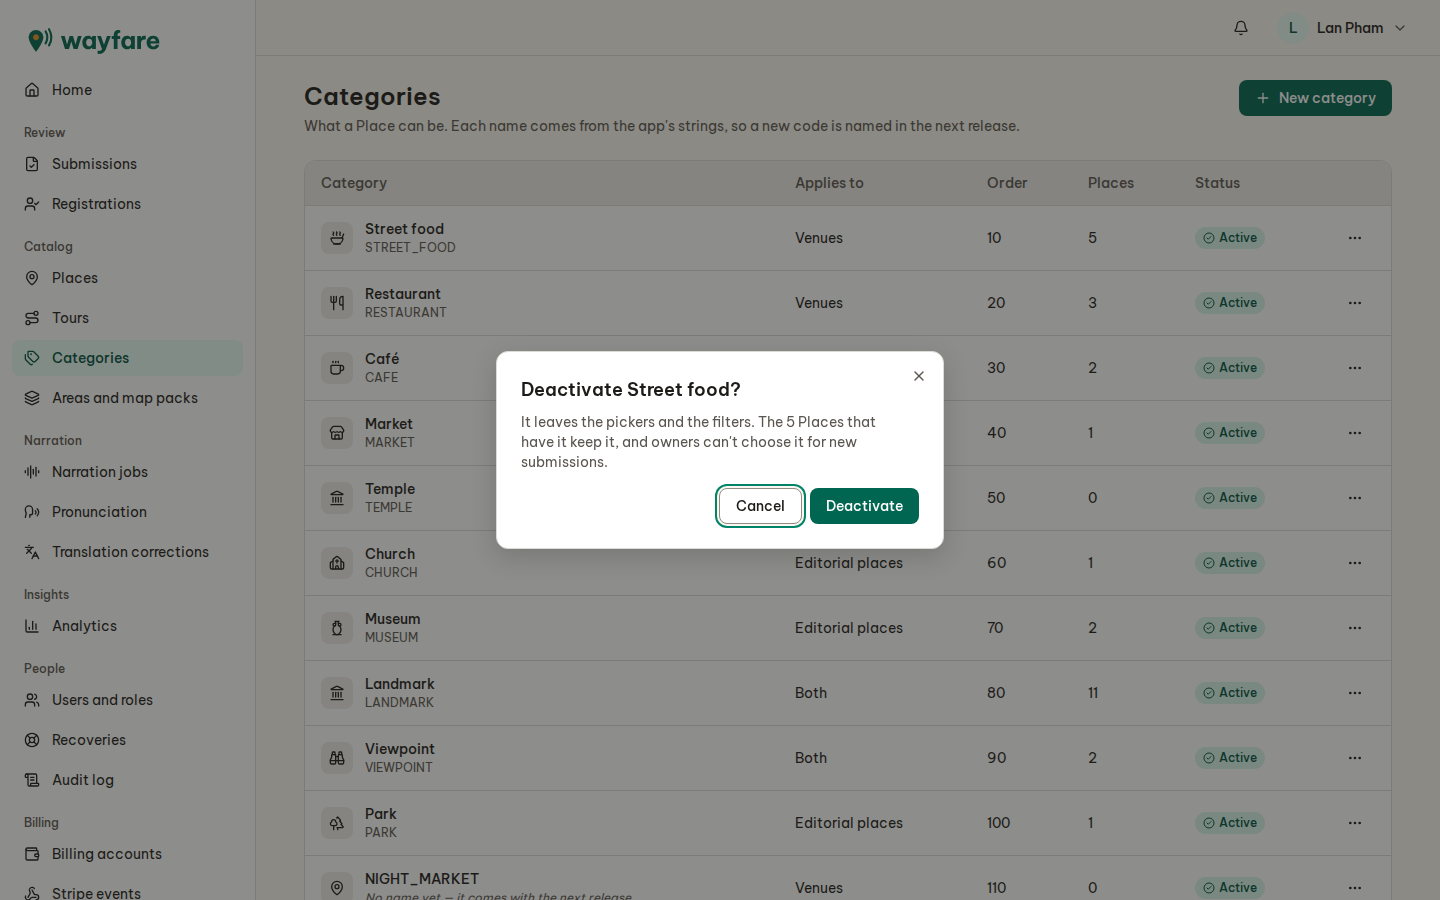 wayfare
L
Lan Pham
Home
Review
Submissions
Registrations
Catalog
Places
Tours
Categories
Areas and map packs
Narration
Narration jobs
Pronunciation
Translation corrections
Insights
Analytics
People
Users and roles
Recoveries
Audit log
Billing
Billing accounts
Stripe events
Categories
What a Place can be. Each name comes from the app's strings, so a new code is named in the next release.
New category
Category Applies to Order Places Status
Street food
STREET_FOOD
Venues 10 5 Active
Restaurant
RESTAURANT
Venues 20 3 Active
Café
CAFE
30 2 Active
Market
MARKET
40 1 Active
Temple
TEMPLE
50 0 Active
Church
CHURCH
Editorial places 60 1 Active
Museum
MUSEUM
Editorial places 70 2 Active
Landmark
LANDMARK
Both 80 11 Active
Viewpoint
VIEWPOINT
Both 90 2 Active
Park
PARK
Editorial places 100 1 Active
NIGHT_MARKET
No name yet — it comes with the next release
Venues 110 0 Active
Deactivate Street food?
It leaves the pickers and the filters. The 5 Places that
have it keep it, and owners can't choose it for new
submissions.
Cancel
Deactivate